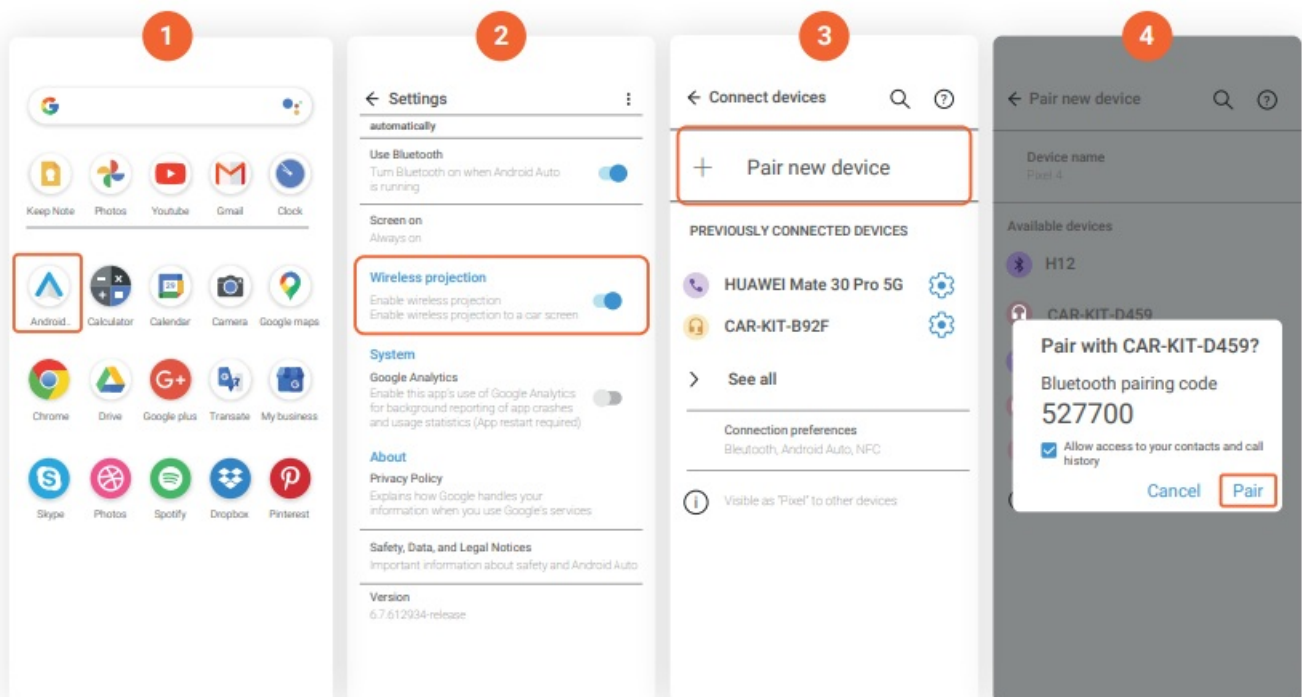 1
Keep Note Photos Youtube Gmail Clock
Android.. Calculator Calendar Camera Google maps
Chrome Drive Google plus Transate My business
Skype Photos Spotify Dropbox Pinterest
2
Settings
automatically
Use Bluetooth
Turn Bluetooth on when Android Auto
is running
Screen on
Always on
Wireless projection
Enable wireless projection
Enable wireless projection to a car screen
System
Google Analytics
Enable this app's use of Google Analytics
for background reporting of app crashes
and usage statistics (App restart required)
About
Privacy Policy
Explains how Google handles your
information when you use Google's services
Safety, Data, and Legal Notices
Important information about safety and Android Auto
Version
6.7.612934-release
3
Connect devices
Pair new device
PREVIOUSLY CONNECTED DEVICES
HUAWEI Mate 30 Pro 5G
CAR-KIT-B92F
See all
Connection preferences
Bleutooth, Android Auto, NFC
Visible as "Pixel" to other devices
4
Pair new device
Device name
Pixel 4
Available devices
H12
CAR-KIT-D459
Pair with CAR-KIT-D459?
Bluetooth pairing code
527700
Allow access to your contacts and call
history
Cancel Pair